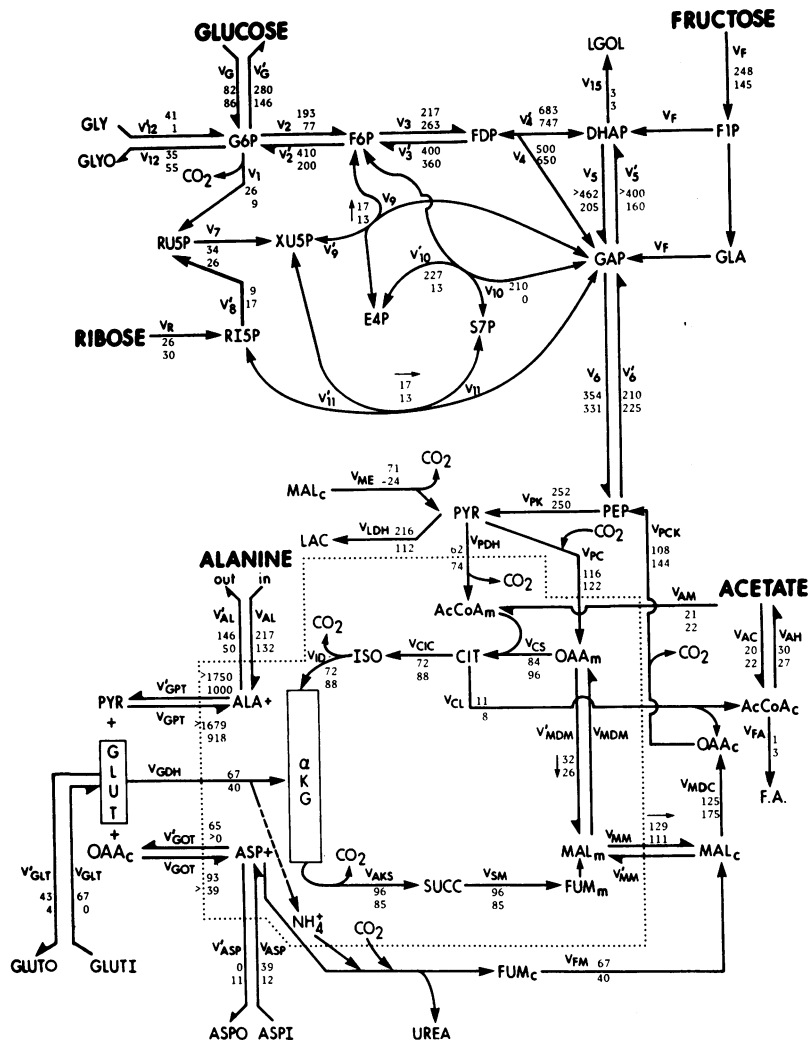 GLUCOSE
FRUCTOSE
LGOL
VG 82 86
V'G 280 146
VF 248 145
V15 3 3
GLY
V'12 41 1
GLYO
V12 35 55
G6P
V2 193 77
V'2 410 200
F6P
V3 217 263
V'3 400 360
FDP
V'4 683 747
V4 500 650
DHAP
VF
F1P
CO2
V1 26 9
V5 >462 205
V'5 >400 160
RU5P
V7 34 26
XU5P
→ 17 13
V9
V'9
V'10 227 13
V10 210 0
GAP
VF
GLA
V'8 9 17
E4P
S7P
RIBOSE
VR 26 30
RI5P
V'11
→ 17 13
V11
V6 354 331
V'6 210 225
MALc
VME 71 -24
CO2
LAC
VLDH 216 112
PYR
VPK 252 250
PEP
VPDH 62 74
CO2
VPC 116 122
CO2
VPCK 108 144
ALANINE
out in
V'AL 146 50
VAL 217 132
AcCoAm
VAM 21 22
ACETATE
CO2
VID 72 88
ISO
VCIC 72 88
CIT
VCS 84 96
OAAm
CO2
VAC 20 22
VAH 30 27
PYR
+
V'GPT >1750 1000
VGPT >1679 918
ALA+
VCL 11 8
AcCoAc
OAAc
VFA 1 3
F.A.
GLUT
+
VGDH 67 40
αKG
V'MDM
VMDM
↓ 32 26
VMDC 125 175
OAAc
V'GOT 65 >0
VGOT 93 >39
ASP+
V'GLT 43 4
VGLT 67 0
CO2
VAKS 96 85
SUCC
VSM 96 85
FUMm
MALm
VMM
V'MM
→ 129 111
MALc
GLUTO
GLUTI
V'ASP 0 11
VASP 39 12
NH4+
CO2
FUMc
VFM 67 40
ASPO
ASPI
UREA